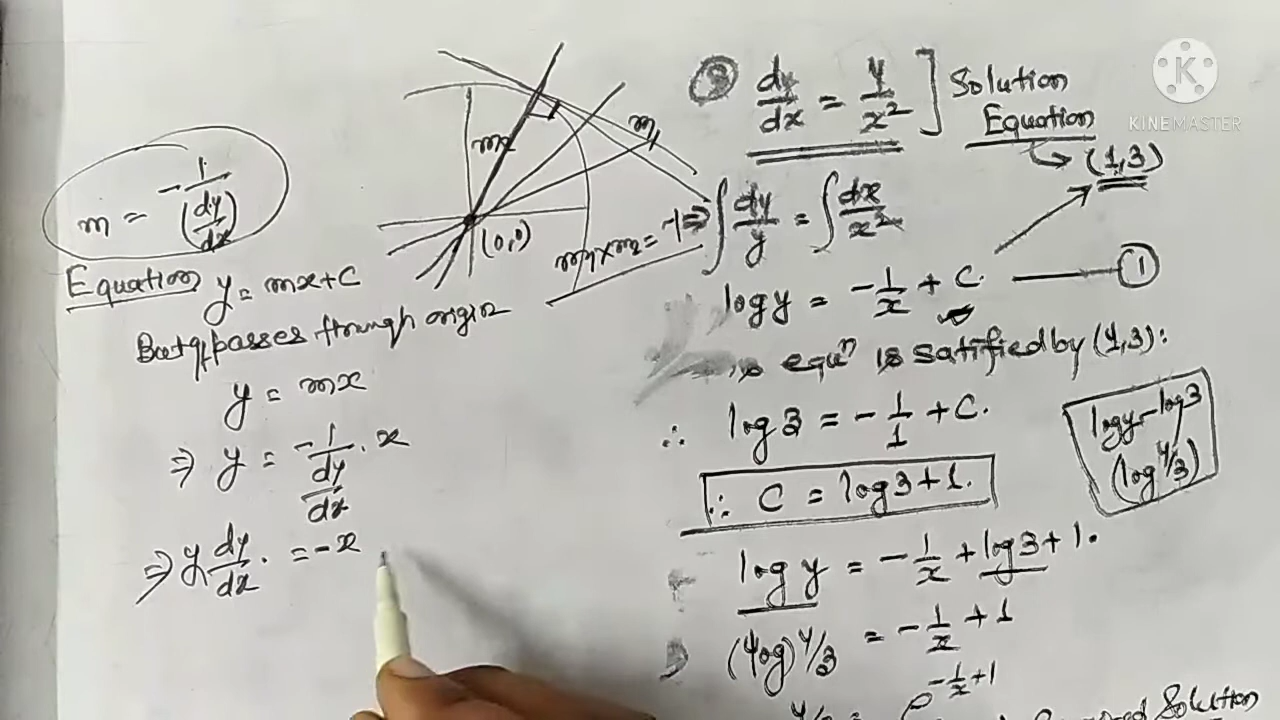 m = - 1/(dy/dx)
Equation y = mx + C
passes through origin
y = mx
⇒ y = - 1/(dy/dx) . x
⇒ y dy/dx . = - x
m2
m1
(0,0)
m1 × m2 = -1
③ dy/dx = y/x² ] Solution
Equation
(1,3)
⇒ ∫ dy/y = ∫ dx/x²
log y = - 1/x + C. ①
equⁿ is satified by (1,3):
∴ log 3 = - 1/1 + C.
∴ C = log 3 + 1.
log y - log 3
(log y/3)
log y = - 1/x + log 3 + 1.
⇒ (log) y/3 = - 1/x + 1
y/3 = e^(- 1/x + 1)
Solution
KINEMASTER